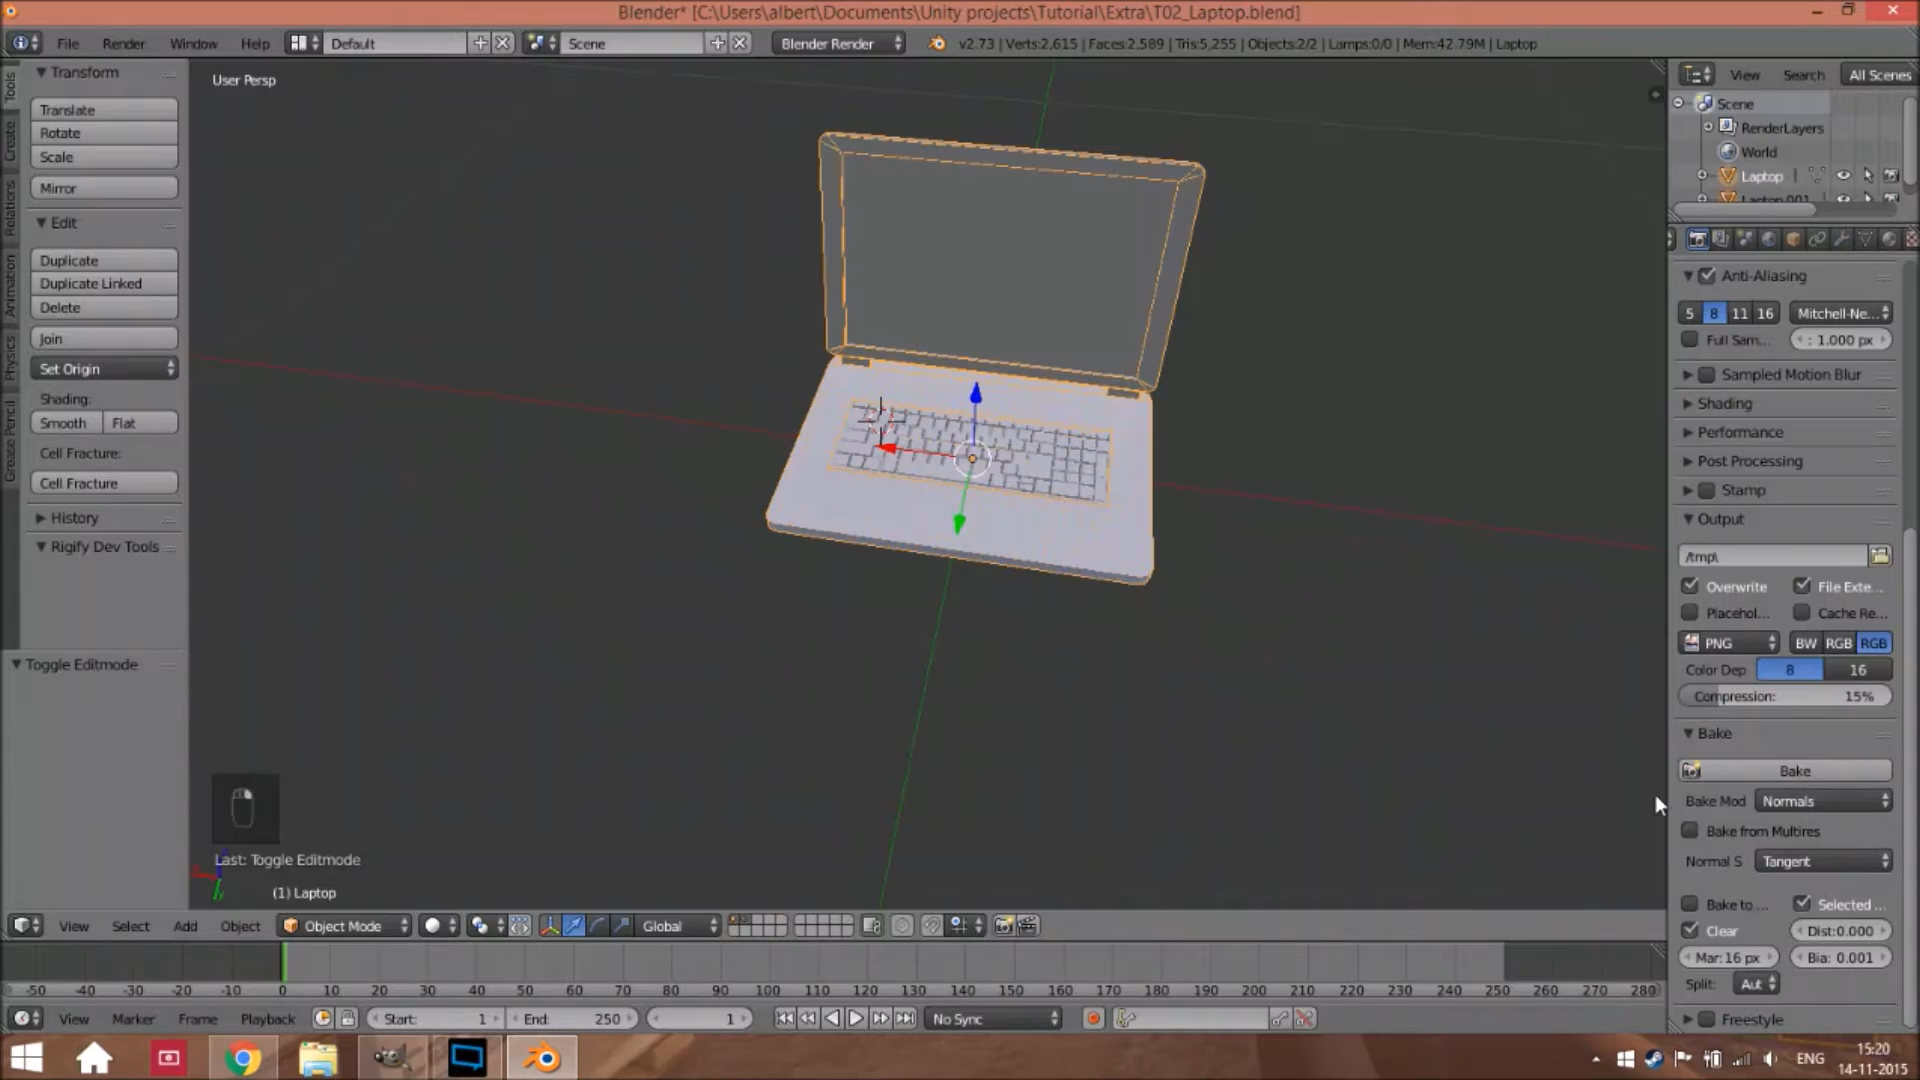 Blender* [C:\Users\albert\Documents\Unity projects\Tutorial\Extra\T02_Laptop.blend]
File Render Window Help Default Scene Blender Render v2.73 | Verts:2,615 | Faces:2,589 | Tris:5,255 | Objects:2/2 | Lamps:0/0 | Mem:42.79M | Laptop
Tools
Create
Relations
Animation
Physics
Grease Pencil
Transform
Translate
Rotate
Scale
Mirror
Edit
Duplicate
Duplicate Linked
Delete
Join
Set Origin
Shading:
Smooth Flat
Cell Fracture:
Cell Fracture
History
Rigify Dev Tools
Toggle Editmode
User Persp
Last: Toggle Editmode
(1) Laptop
View Search All Scenes
Scene
RenderLayers
World
Laptop
Laptop.001
Anti-Aliasing
5 8 11 16 Mitchell-Ne...
Full Sam... : 1.000 px
Sampled Motion Blur
Shading
Performance
Post Processing
Stamp
Output
/tmp\
Overwrite File Exte...
Placehol... Cache Re...
PNG BW RGB RGB
Color Dep 8 16
Compression: 15%
Bake
Bake
Bake Mod Normals
Bake from Multires
Normal S Tangent
Bake to ... Selected ...
Clear Dist:0.000
Mar:16 px Bia: 0.001
Split: Aut
Freestyle
View Select Add Object Object Mode Global
-50 -40 -30 -20 -10 0 10 20 30 40 50 60 70 80 90 100 110 120 130 140 150 160 170 180 190 200 210 220 230 240 250 260 270 280
View Marker Frame Playback Start: 1 End: 250 1 No Sync
ENG 15:20
14-11-2015